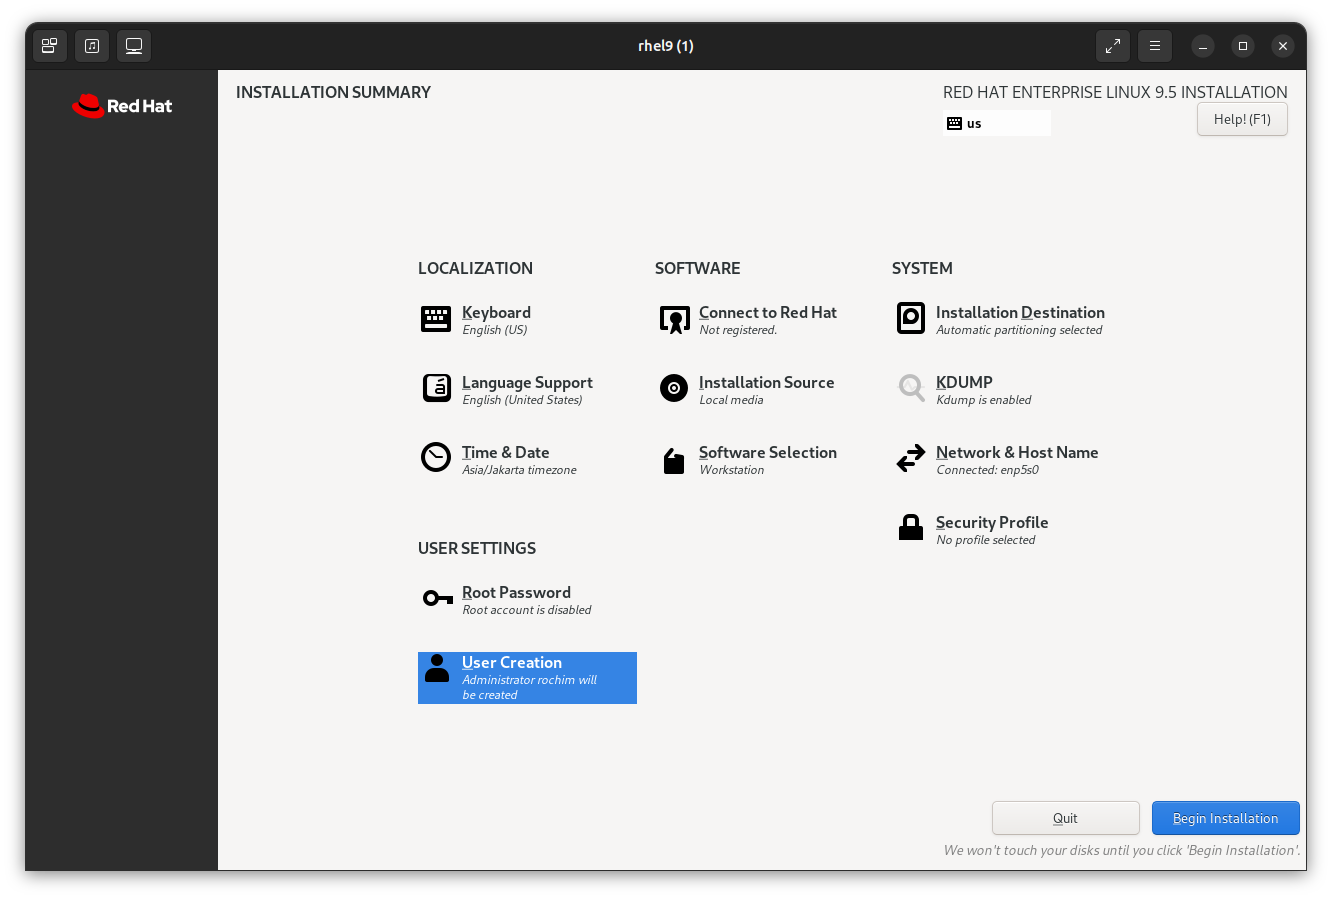 rhel9 (1)
Red Hat
INSTALLATION SUMMARY
RED HAT ENTERPRISE LINUX 9.5 INSTALLATION
us
Help! (F1)
LOCALIZATION
Keyboard
English (US)
Language Support
English (United States)
Time & Date
Asia/Jakarta timezone
SOFTWARE
Connect to Red Hat
Not registered.
Installation Source
Local media
Software Selection
Workstation
SYSTEM
Installation Destination
Automatic partitioning selected
KDUMP
Kdump is enabled
Network & Host Name
Connected: enp5s0
Security Profile
No profile selected
USER SETTINGS
Root Password
Root account is disabled
User Creation
Administrator rochim will
be created
Quit
Begin Installation
We won't touch your disks until you click 'Begin Installation'.